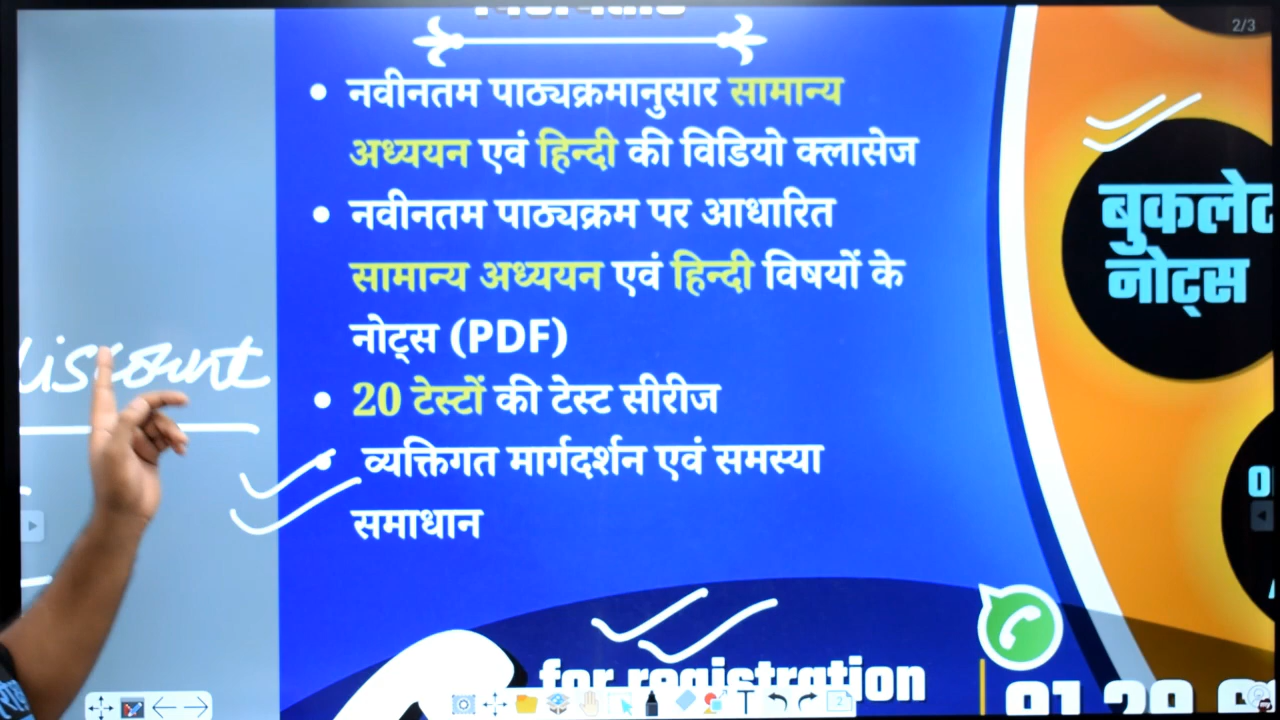 2/3
नवीनतम पाठ्यक्रमानुसार सामान्य
अध्ययन एवं हिन्दी की विडियो क्लासेज
नवीनतम पाठ्यक्रम पर आधारित
सामान्य अध्ययन एवं हिन्दी विषयों के
नोट्स (PDF)
20 टेस्टों की टेस्ट सीरीज
व्यक्तिगत मार्गदर्शन एवं समस्या
समाधान
discount
बुकलेट
नोट्स
for registration